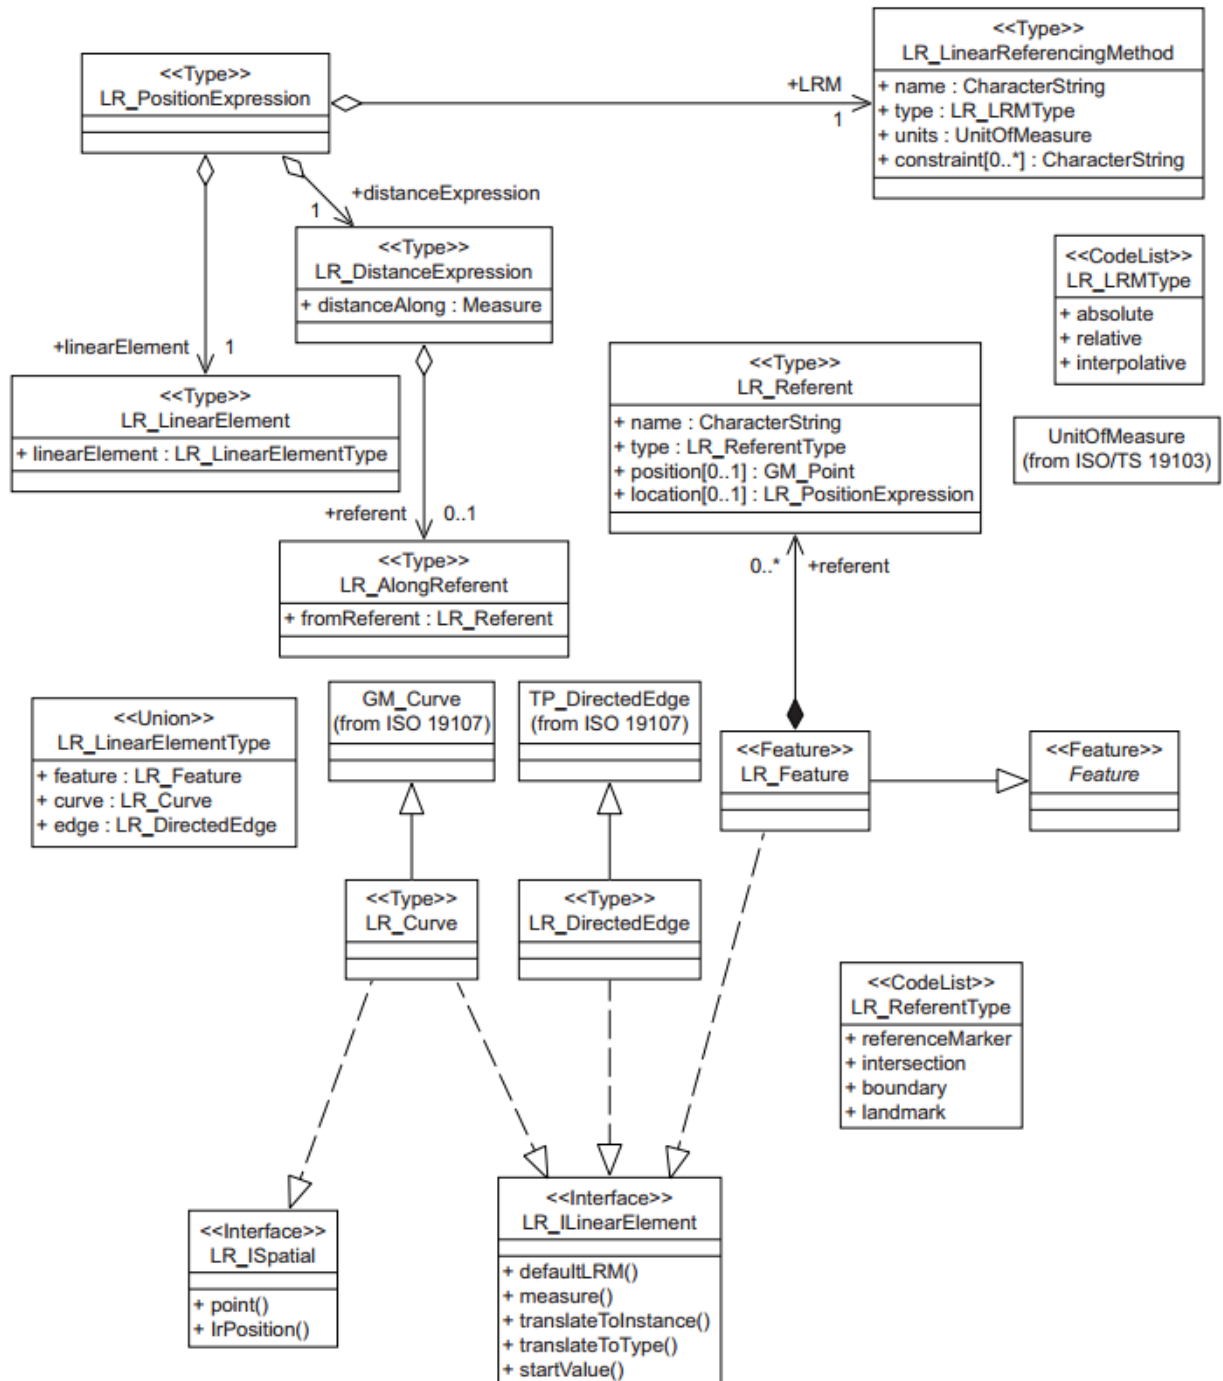 <<Type>>
LR_PositionExpression
+LRM
1
<<Type>>
LR_LinearReferencingMethod
+ name : CharacterString
+ type : LR_LRMType
+ units : UnitOfMeasure
+ constraint[0..*] : CharacterString
+distanceExpression
1
<<Type>>
LR_DistanceExpression
+ distanceAlong : Measure
<<CodeList>>
LR_LRMType
+ absolute
+ relative
+ interpolative
+linearElement
1
<<Type>>
LR_LinearElement
+ linearElement : LR_LinearElementType
<<Type>>
LR_Referent
+ name : CharacterString
+ type : LR_ReferentType
+ position[0..1] : GM_Point
+ location[0..1] : LR_PositionExpression
UnitOfMeasure
(from ISO/TS 19103)
+referent
0..1
<<Type>>
LR_AlongReferent
+ fromReferent : LR_Referent
0..*
+referent
<<Union>>
LR_LinearElementType
+ feature : LR_Feature
+ curve : LR_Curve
+ edge : LR_DirectedEdge
GM_Curve
(from ISO 19107)
TP_DirectedEdge
(from ISO 19107)
<<Feature>>
LR_Feature
<<Feature>>
Feature
<<Type>>
LR_Curve
<<Type>>
LR_DirectedEdge
<<CodeList>>
LR_ReferentType
+ referenceMarker
+ intersection
+ boundary
+ landmark
<<Interface>>
LR_ISpatial
+ point()
+ lrPosition()
<<Interface>>
LR_ILinearElement
+ defaultLRM()
+ measure()
+ translateToInstance()
+ translateToType()
+ startValue()